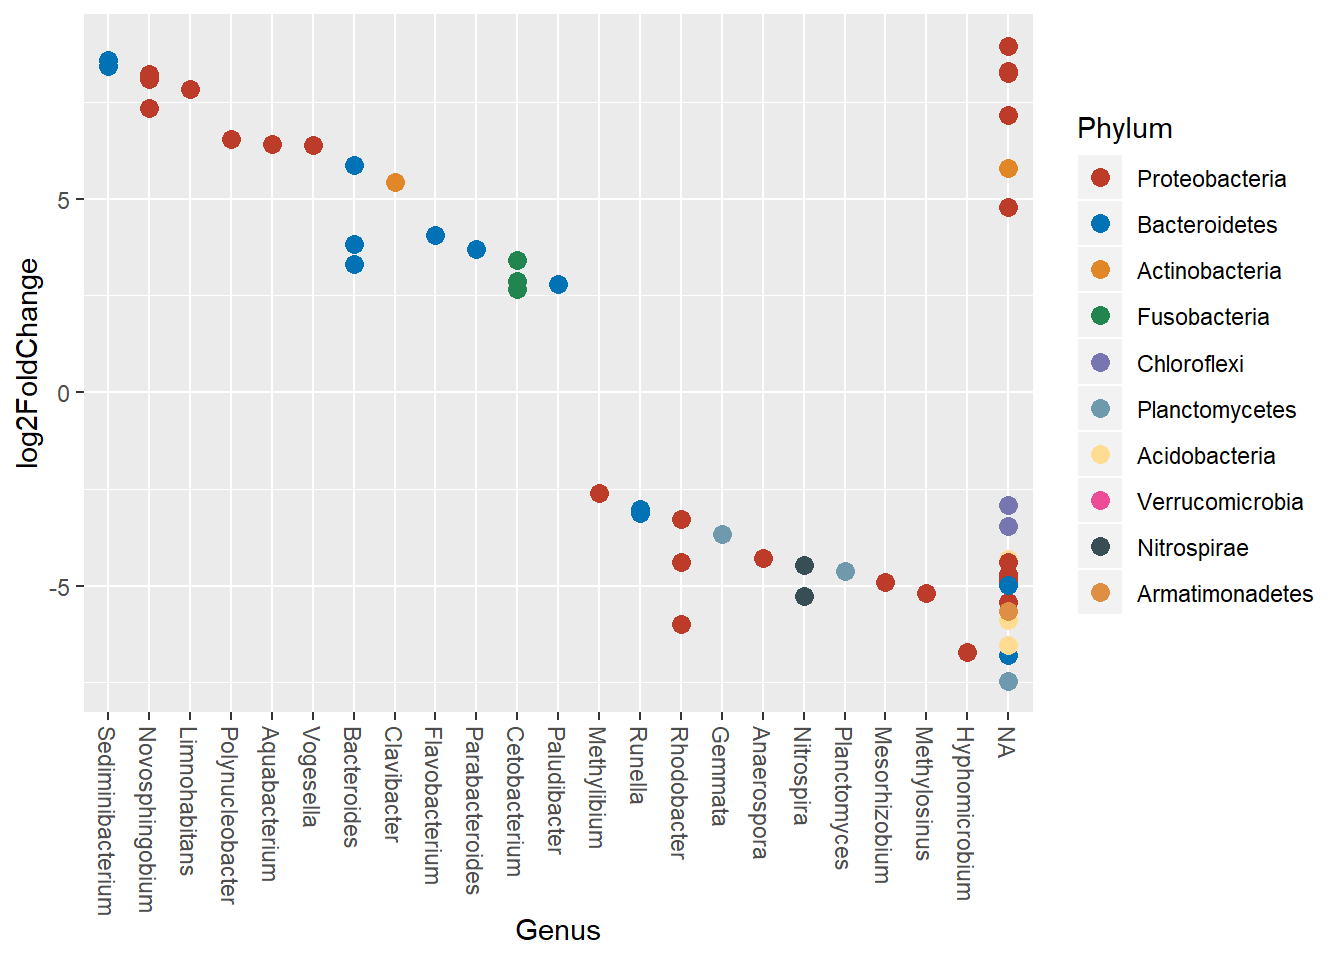 log2FoldChange
5
0
-5
Sediminibacterium
Novosphingobium
Limnohabitans
Polynucleobacter
Aquabacterium
Vogesella
Bacteroides
Clavibacter
Flavobacterium
Parabacteroides
Cetobacterium
Paludibacter
Methylibium
Runella
Rhodobacter
Gemmata
Anaerospora
Nitrospira
Planctomyces
Mesorhizobium
Methylosinus
Hyphomicrobium
NA
Genus
Phylum
Proteobacteria
Bacteroidetes
Actinobacteria
Fusobacteria
Chloroflexi
Planctomycetes
Acidobacteria
Verrucomicrobia
Nitrospirae
Armatimonadetes